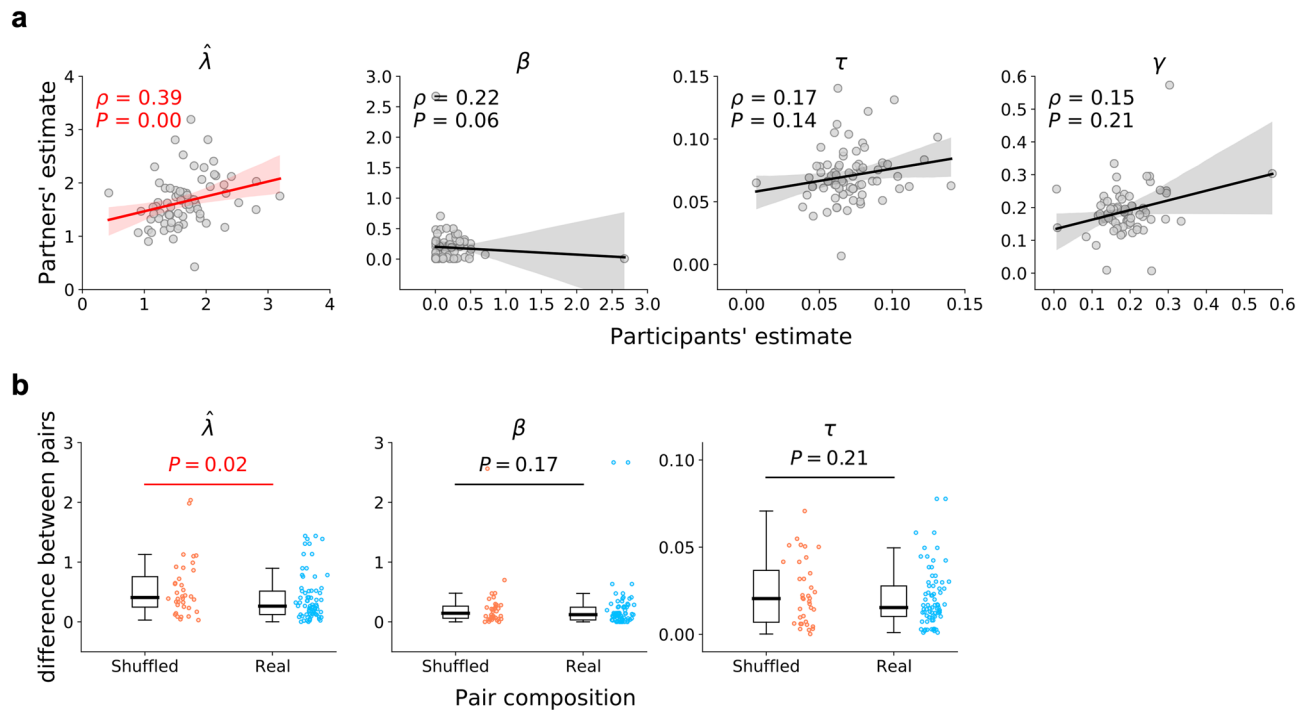 a
λ̂
β
τ
γ
Partners' estimate
4
3
2
1
0
ρ = 0.39
P = 0.00
0 1 2 3 4
3.0
2.5
2.0
1.5
1.0
0.5
0.0
ρ = 0.22
P = 0.06
0.0 0.5 1.0 1.5 2.0 2.5 3.0
0.15
0.10
0.05
0.00
ρ = 0.17
P = 0.14
0.00 0.05 0.10 0.15
0.6
0.5
0.4
0.3
0.2
0.1
0.0
ρ = 0.15
P = 0.21
0.0 0.1 0.2 0.3 0.4 0.5 0.6
Participants' estimate
b
difference between pairs
λ̂
3
2
1
0
P = 0.02
Shuffled Real
β
3
2
1
0
P = 0.17
Shuffled Real
τ
0.10
0.05
0.00
P = 0.21
Shuffled Real
Pair composition